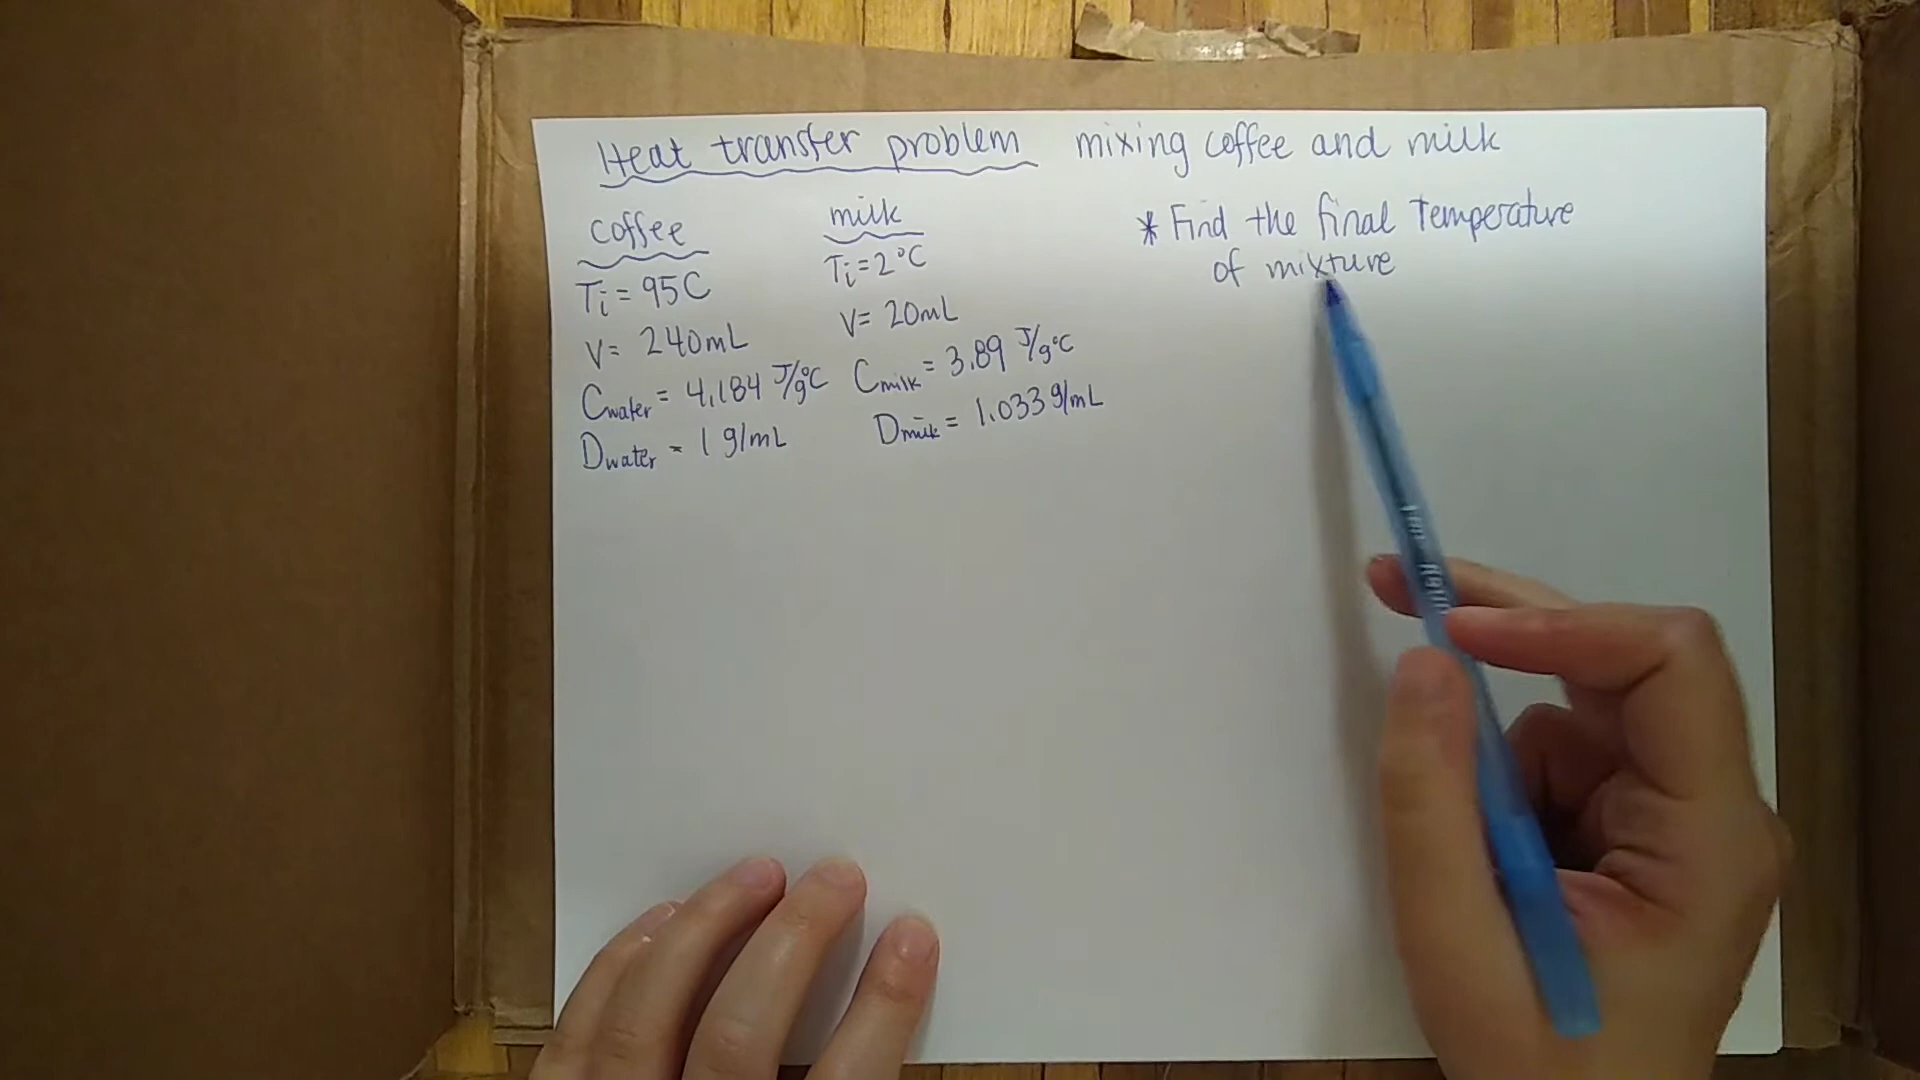 Heat transfer problem mixing coffee and milk
coffee
Ti = 95C
V = 240mL
Cwater = 4.184 J/g°C
Dwater = 1 g/mL
milk
Ti = 2°C
V = 20mL
Cmilk = 3.89 J/g°C
Dmilk = 1.033 g/mL
* Find the final Temperature
of mixture